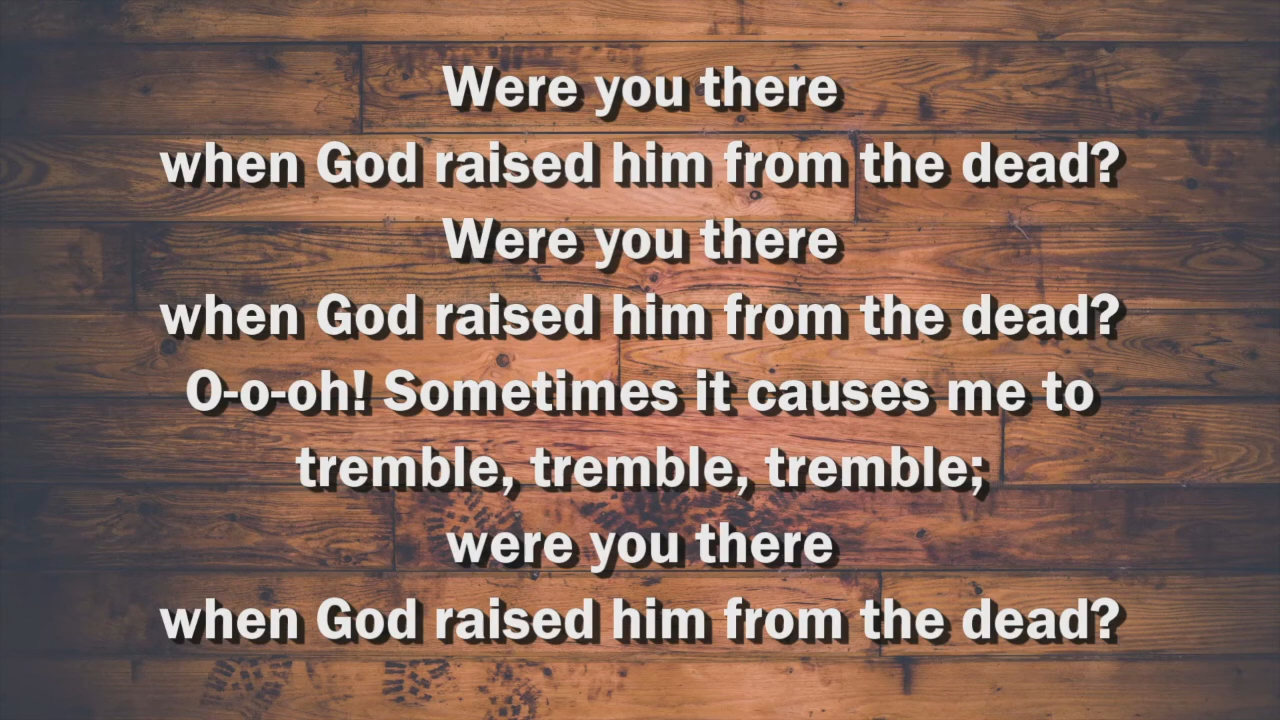 Were you there
when God raised him from the dead?
Were you there
when God raised him from the dead?
O-o-oh! Sometimes it causes me to
tremble, tremble, tremble;
were you there
when God raised him from the dead?